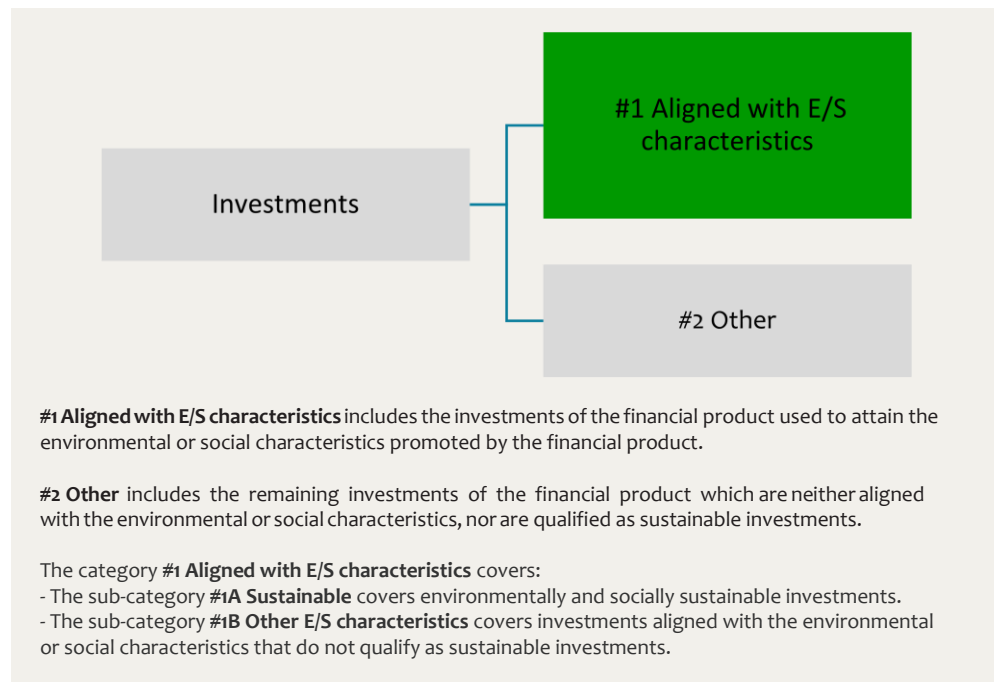 #1 Aligned with E/S
characteristics
Investments
#2 Other
#1 Aligned with E/S characteristics includes the investments of the financial product used to attain the
environmental or social characteristics promoted by the financial product.
#2 Other includes the remaining investments of the financial product which are neither aligned
with the environmental or social characteristics, nor are qualified as sustainable investments.
The category #1 Aligned with E/S characteristics covers:
- The sub-category #1A Sustainable covers environmentally and socially sustainable investments.
- The sub-category #1B Other E/S characteristics covers investments aligned with the environmental
or social characteristics that do not qualify as sustainable investments.